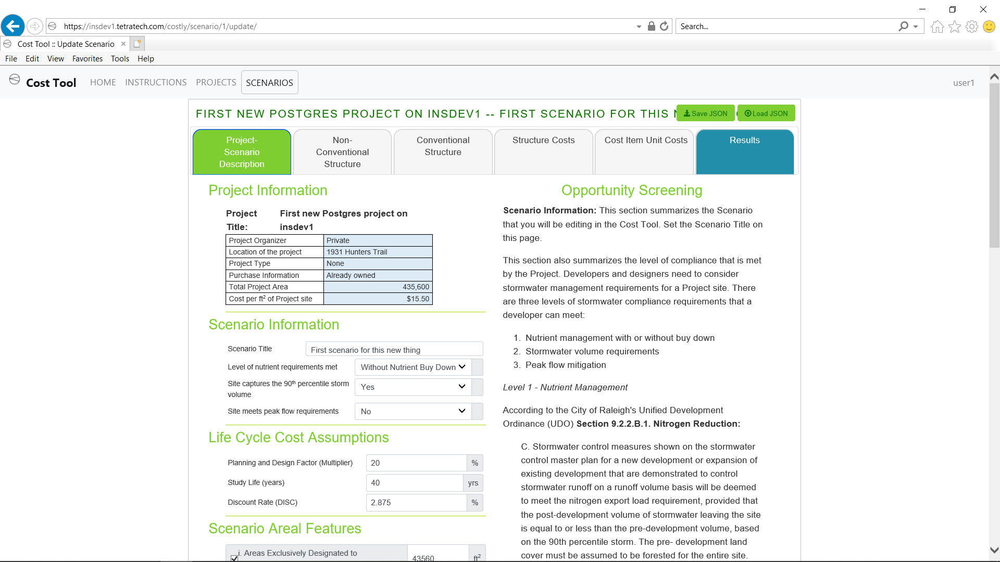 https://insdev1.tetratech.com/costly/scenario/1/update/
Search...
Cost Tool :: Update Scenario
File Edit View Favorites Tools Help
Cost Tool HOME INSTRUCTIONS PROJECTS SCENARIOS user1
FIRST NEW POSTGRES PROJECT ON INSDEV1 -- FIRST SCENARIO FOR THIS
Save JSON Load JSON
Project-
Scenario
Description
Non-
Conventional
Structure
Conventional
Structure
Structure Costs
Cost Item Unit Costs
Results
Project Information
Project
Title:
First new Postgres project on
insdev1
Project Organizer Private
Location of the project 1931 Hunters Trail
Project Type None
Purchase Information Already owned
Total Project Area 435,600
Cost per ft² of Project site $15.50
Scenario Information
Scenario Title First scenario for this new thing
Level of nutrient requirements met Without Nutrient Buy Down
Site captures the 90th percentile storm
volume
Yes
Site meets peak flow requirements No
Life Cycle Cost Assumptions
Planning and Design Factor (Multiplier) 20 %
Study Life (years) 40 yrs
Discount Rate (DISC) 2.875 %
Scenario Areal Features
i. Areas Exclusively Designated to
43560 ft²
Opportunity Screening
Scenario Information: This section summarizes the Scenario
that you will be editing in the Cost Tool. Set the Scenario Title on
this page.
This section also summarizes the level of compliance that is met
by the Project. Developers and designers need to consider
stormwater management requirements for a Project site. There
are three levels of stormwater compliance requirements that a
developer can meet:
1. Nutrient management with or without buy down
2. Stormwater volume requirements
3. Peak flow mitigation
Level 1 - Nutrient Management
According to the City of Raleigh's Unified Development
Ordinance (UDO) Section 9.2.2.B.1. Nitrogen Reduction:
C. Stormwater control measures shown on the stormwater
control master plan for a new development or expansion of
existing development that are demonstrated to control
stormwater runoff on a runoff volume basis will be deemed
to meet the nitrogen export load requirement, provided that
the post-development volume of stormwater leaving the site
is equal to or less than the pre-development volume, based
on the 90th percentile storm. The pre- development land
cover must be assumed to be forested for the entire site.